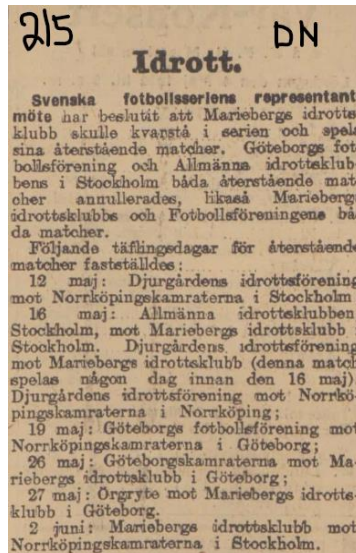 2/5 DN
Idrott.
Svenska fotbollsseriens representant
möte har beslutit att Mariebergs idrotts
klubb skulle kvarstå i serien och spela
sina återstående matcher. Göteborgs fot
bollsförening och Allmänna idrottsklub
bens i Stockholm båda återstående mat
cher annullerades, likaså Mariebergs
idrottsklubbs och Fotbollsföreningens bå
da matcher.
Följande täflingsdagar för återstående
matcher fastställdes:
12 maj: Djurgårdens idrottsförening
mot Norrköpingskamraterna i Stockholm
16 maj: Allmänna idrottsklubben
Stockholm, mot Mariebergs idrottsklubb
Stockholm. Djurgårdens idrottsförening
mot Mariebergs idrottsklubb (denna match
spelas någon dag innan den 16 maj)
Djurgårdens idrottsförening mot Norrkö-
pingskamraterna i Norrköping;
19 maj: Göteborgs fotbollsförening mot
Norrköpingskamraterna i Göteborg;
26 maj: Göteborgskamraterna mot Ma-
riebergs idrottsklubb i Göteborg;
27 maj: Örgryte mot Mariebergs idrotts-
klubb i Göteborg.
2 juni: Mariebergs idrottsklubb mot
Norrköpingskamraterna i Stockholm.